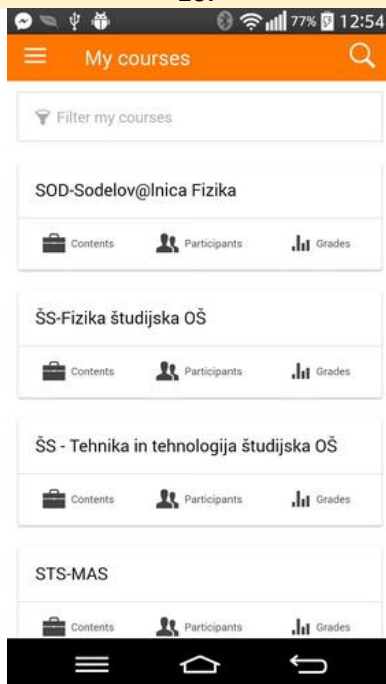 77% 12:54
My courses
Filter my courses
SOD-Sodelov@lnica Fizika
Contents Participants Grades
ŠS-Fizika študijska OŠ
Contents Participants Grades
ŠS - Tehnika in tehnologija študijska OŠ
Contents Participants Grades
STS-MAS
Contents Participants Grades